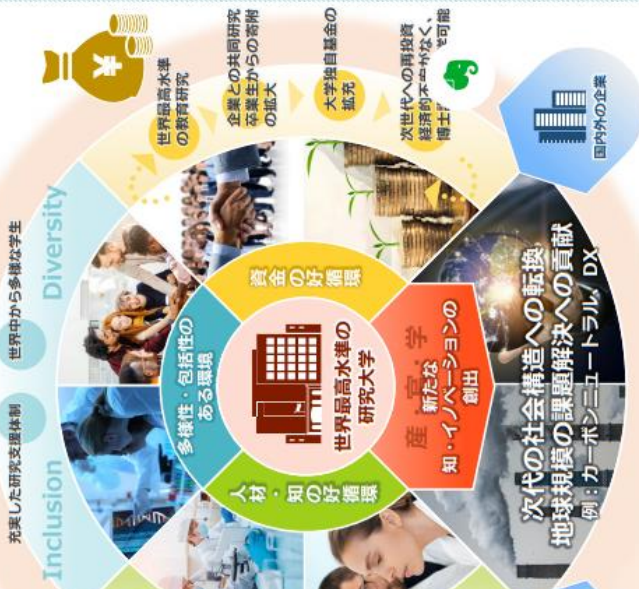 充実した研究支援体制
世界中から多様な学生
Inclusion
Diversity
世界最高水準
の教育研究
企業との共同研究
卒業生からの寄附
の拡大
大学独自基金の
拡充
次世代への再投資
経済的不安がなく、
博士
可能
国内外の企業
多様性・包括性の
ある環境
資金の好循環
人材・知の好循環
世界最高水準の
研究大学
産・官・学
新たな
知・イノベーションの
創出
次代の社会構造への転換
地球規模の課題解決への貢献
例：カーボンニュートラル，DX